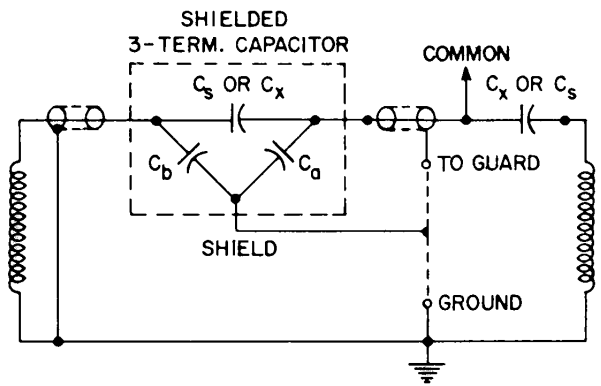 SHIELDED
3-TERM. CAPACITOR
COMMON
Cs OR Cx
Cx OR Cs
Cb
Ca
TO GUARD
SHIELD
GROUND